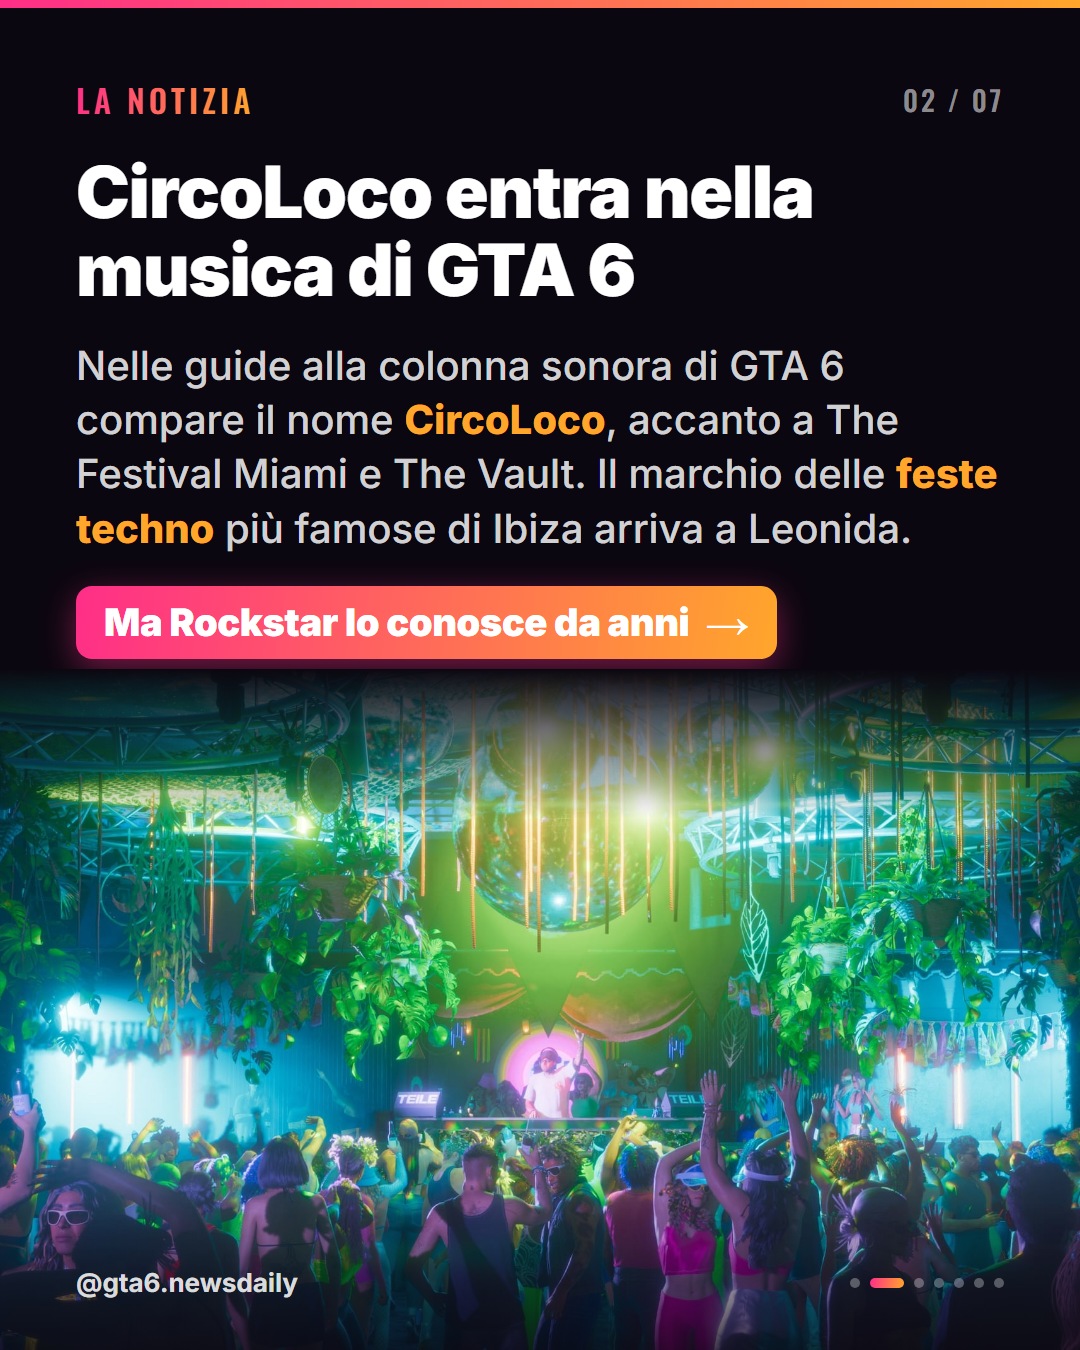 LA NOTIZIA
02 / 07
CircoLoco entra nella
musica di GTA 6
Nelle guide alla colonna sonora di GTA 6
compare il nome CircoLoco, accanto a The
Festival Miami e The Vault. Il marchio delle feste
techno più famose di Ibiza arriva a Leonida.
Ma Rockstar lo conosce da anni →
TEILE
TEILE
@gta6.newsdaily